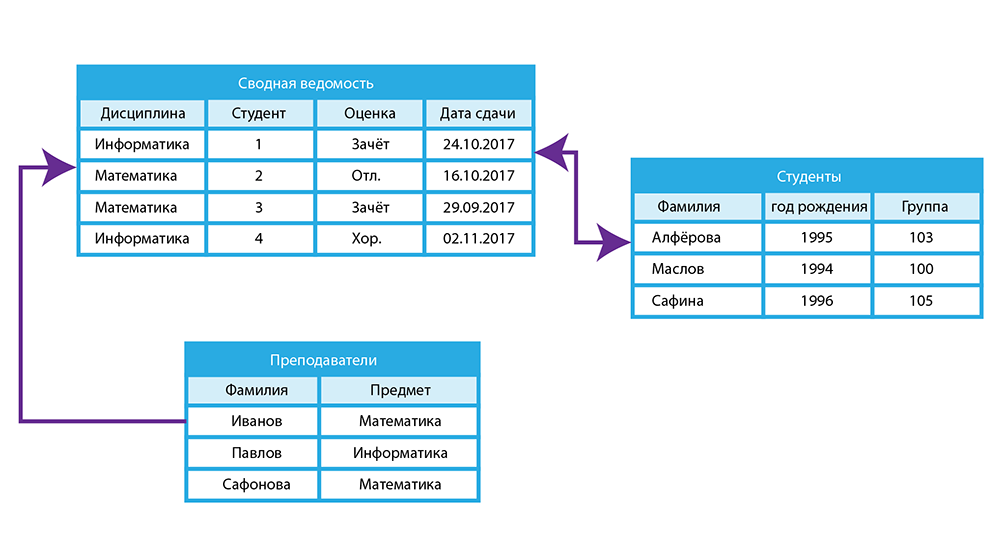 Сводная ведомость
Дисциплина Студент Оценка Дата сдачи
Информатика 1 Зачёт 24.10.2017
Математика 2 Отл. 16.10.2017
Математика 3 Зачёт 29.09.2017
Информатика 4 Хор. 02.11.2017
Студенты
Фамилия год рождения Группа
Алфёрова 1995 103
Маслов 1994 100
Сафина 1996 105
Преподаватели
Фамилия Предмет
Иванов Математика
Павлов Информатика
Сафонова Математика